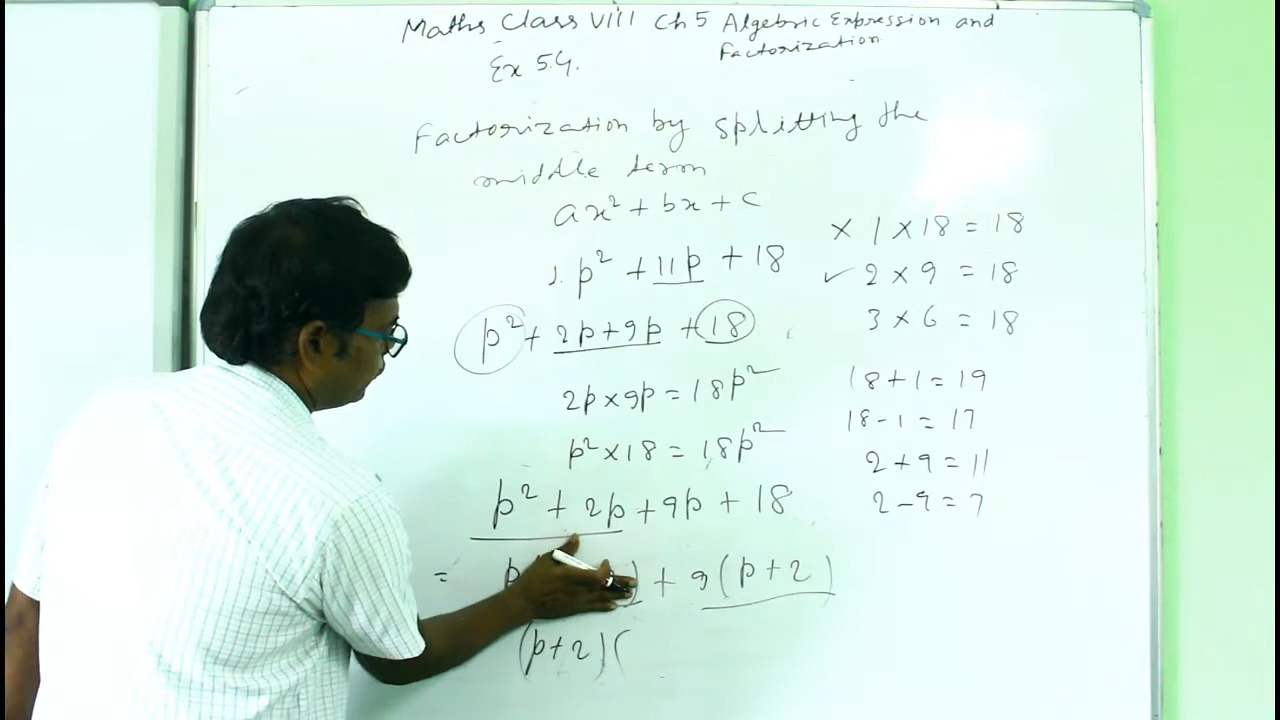 Maths Class VIII Ch 5 Algebric Expression and
Factorization
Ex 5.4.
Factorization by splitting the
middle term
ax² + bx + c
1. p² + 11p + 18
p² + 2p + 9p + 18
2p × 9p = 18p²
p² × 18 = 18p²
p² + 2p + 9p + 18
= p ) + 9(p+2)
(p+2)(
× 1 × 18 = 18
✓ 2 × 9 = 18
3 × 6 = 18
18 + 1 = 19
18 - 1 = 17
2 + 9 = 11
2 - 9 = 7